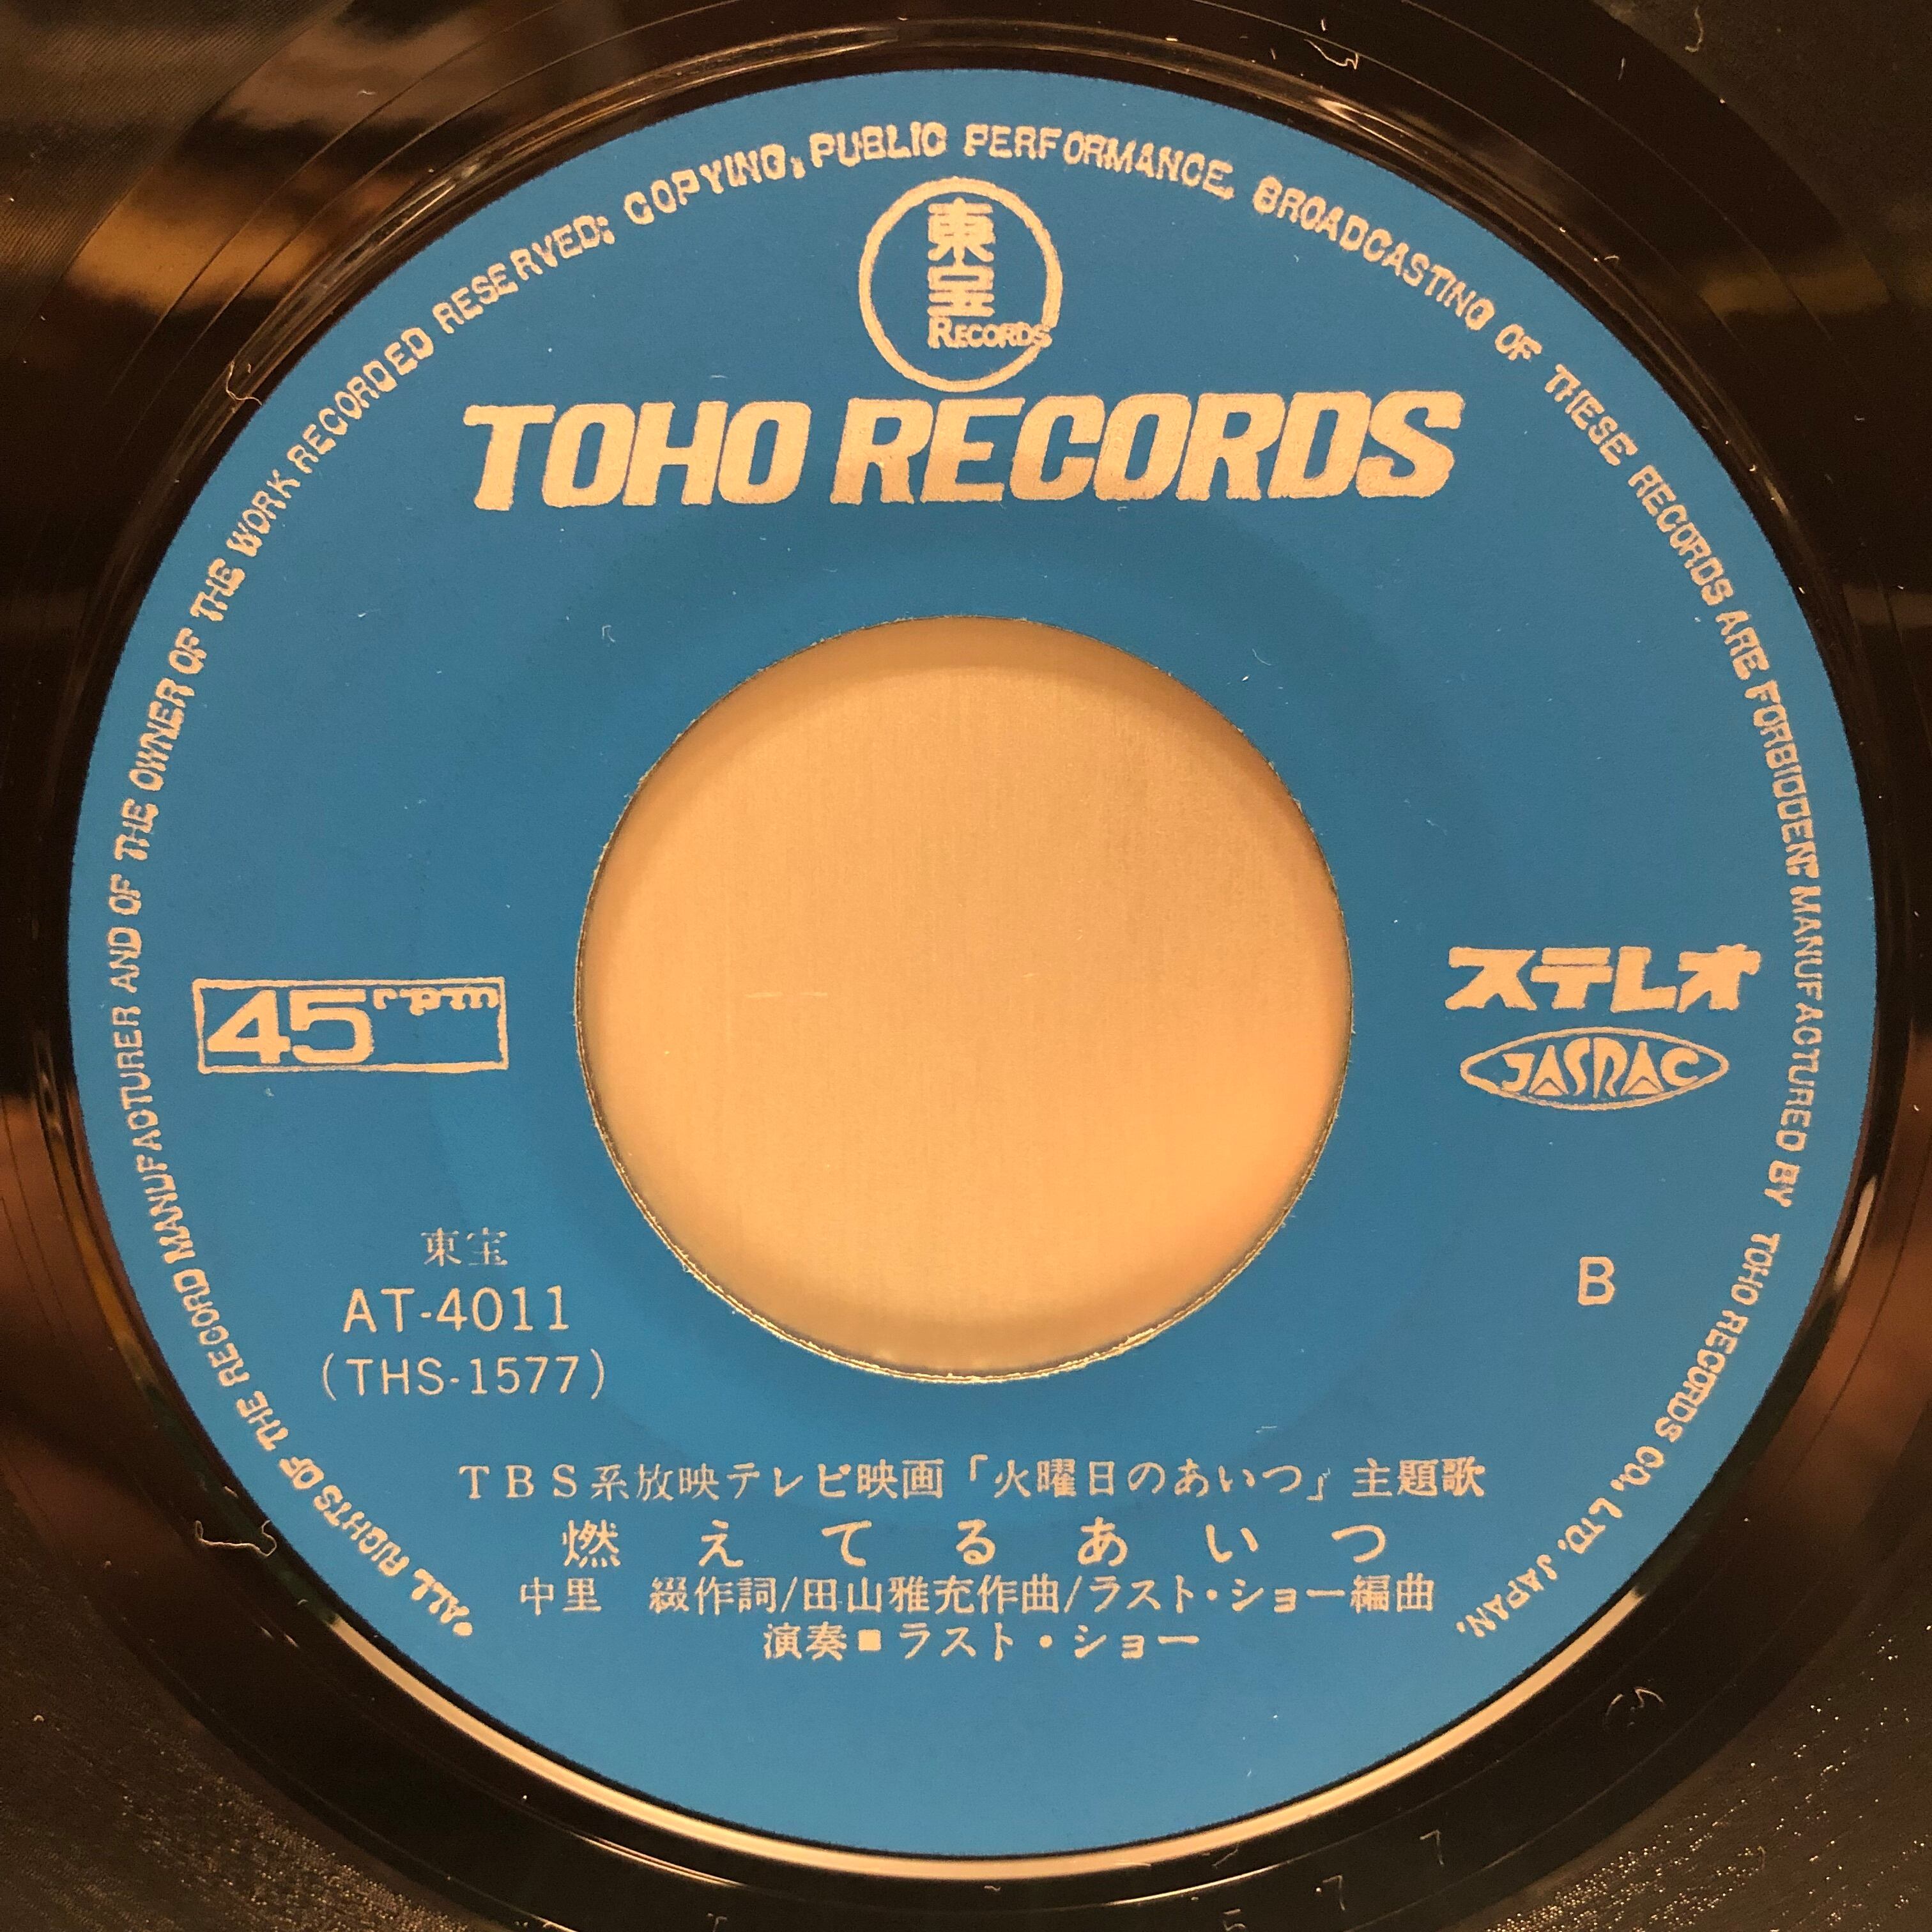 "ALL RIGHTS OF THE RECORD MANUFACTURER AND OF THE OWNER OF THE WORK RECORDED RESERVED; COPYING, PUBLIC PERFORMANCE, BROADCASTING OF THESE RECORDS ARE FORBIDDEN" MANUFACTURED BY TOHO RECORDS CO., LTD. JAPAN.
東宝
RECORDS
TOHO RECORDS
45rpm
ステレオ
JASRAC
東宝
AT-4011
(THS-1577)
B
TBS系放映テレビ映画「火曜日のあいつ」主題歌
燃えてるあいつ
中里 綴作詞/田山雅充作曲/ラスト・ショー編曲
演奏■ラスト・ショー